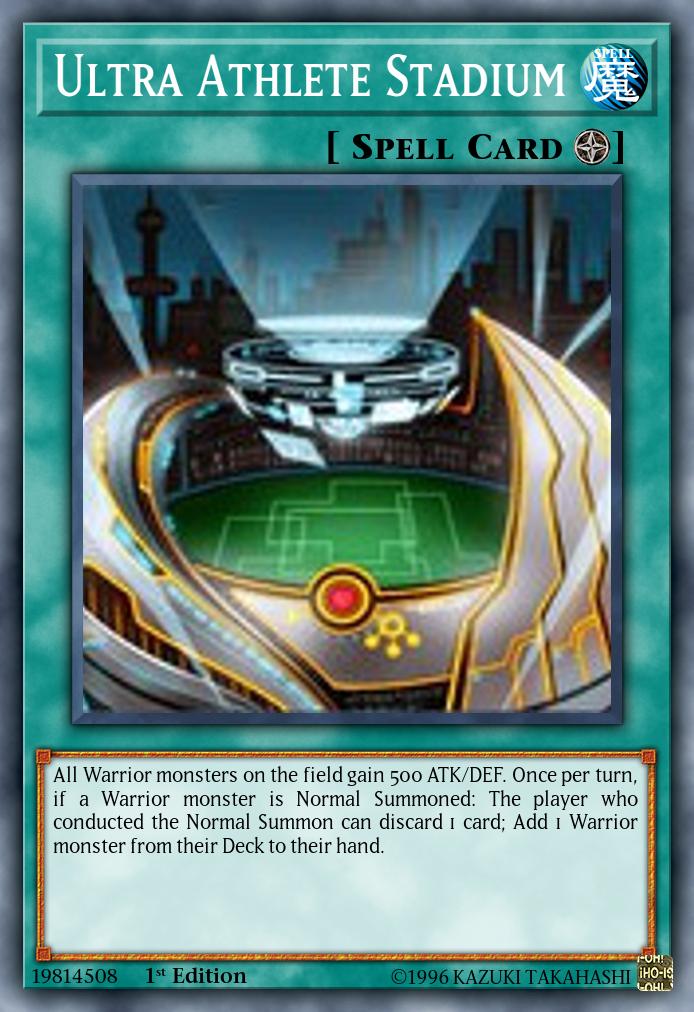 Ultra Athlete Stadium
SPELL
魔
[ Spell Card ]
All Warrior monsters on the field gain 500 ATK/DEF. Once per turn,
if a Warrior monster is Normal Summoned: The player who
conducted the Normal Summon can discard 1 card; Add 1 Warrior
monster from their Deck to their hand.
19814508 1st Edition ©1996 KAZUKI TAKAHASHI